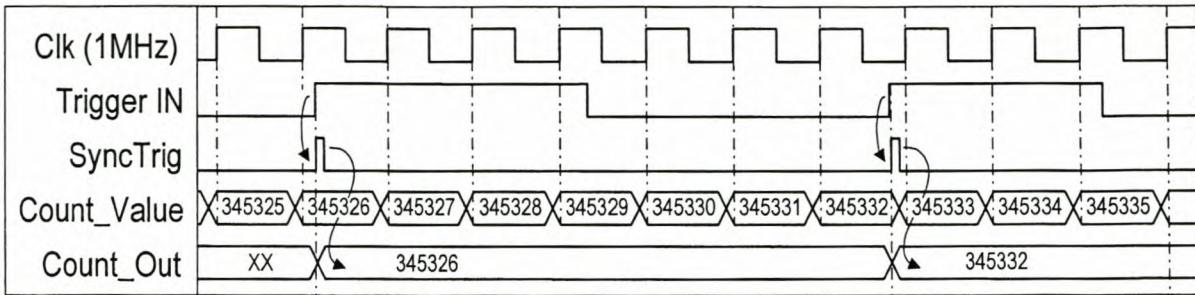 Clk (1MHz)
Trigger IN
SyncTrig
Count_Value 345325 345326 345327 345328 345329 345330 345331 345332 345333 345334 345335
Count_Out XX 345326 345332